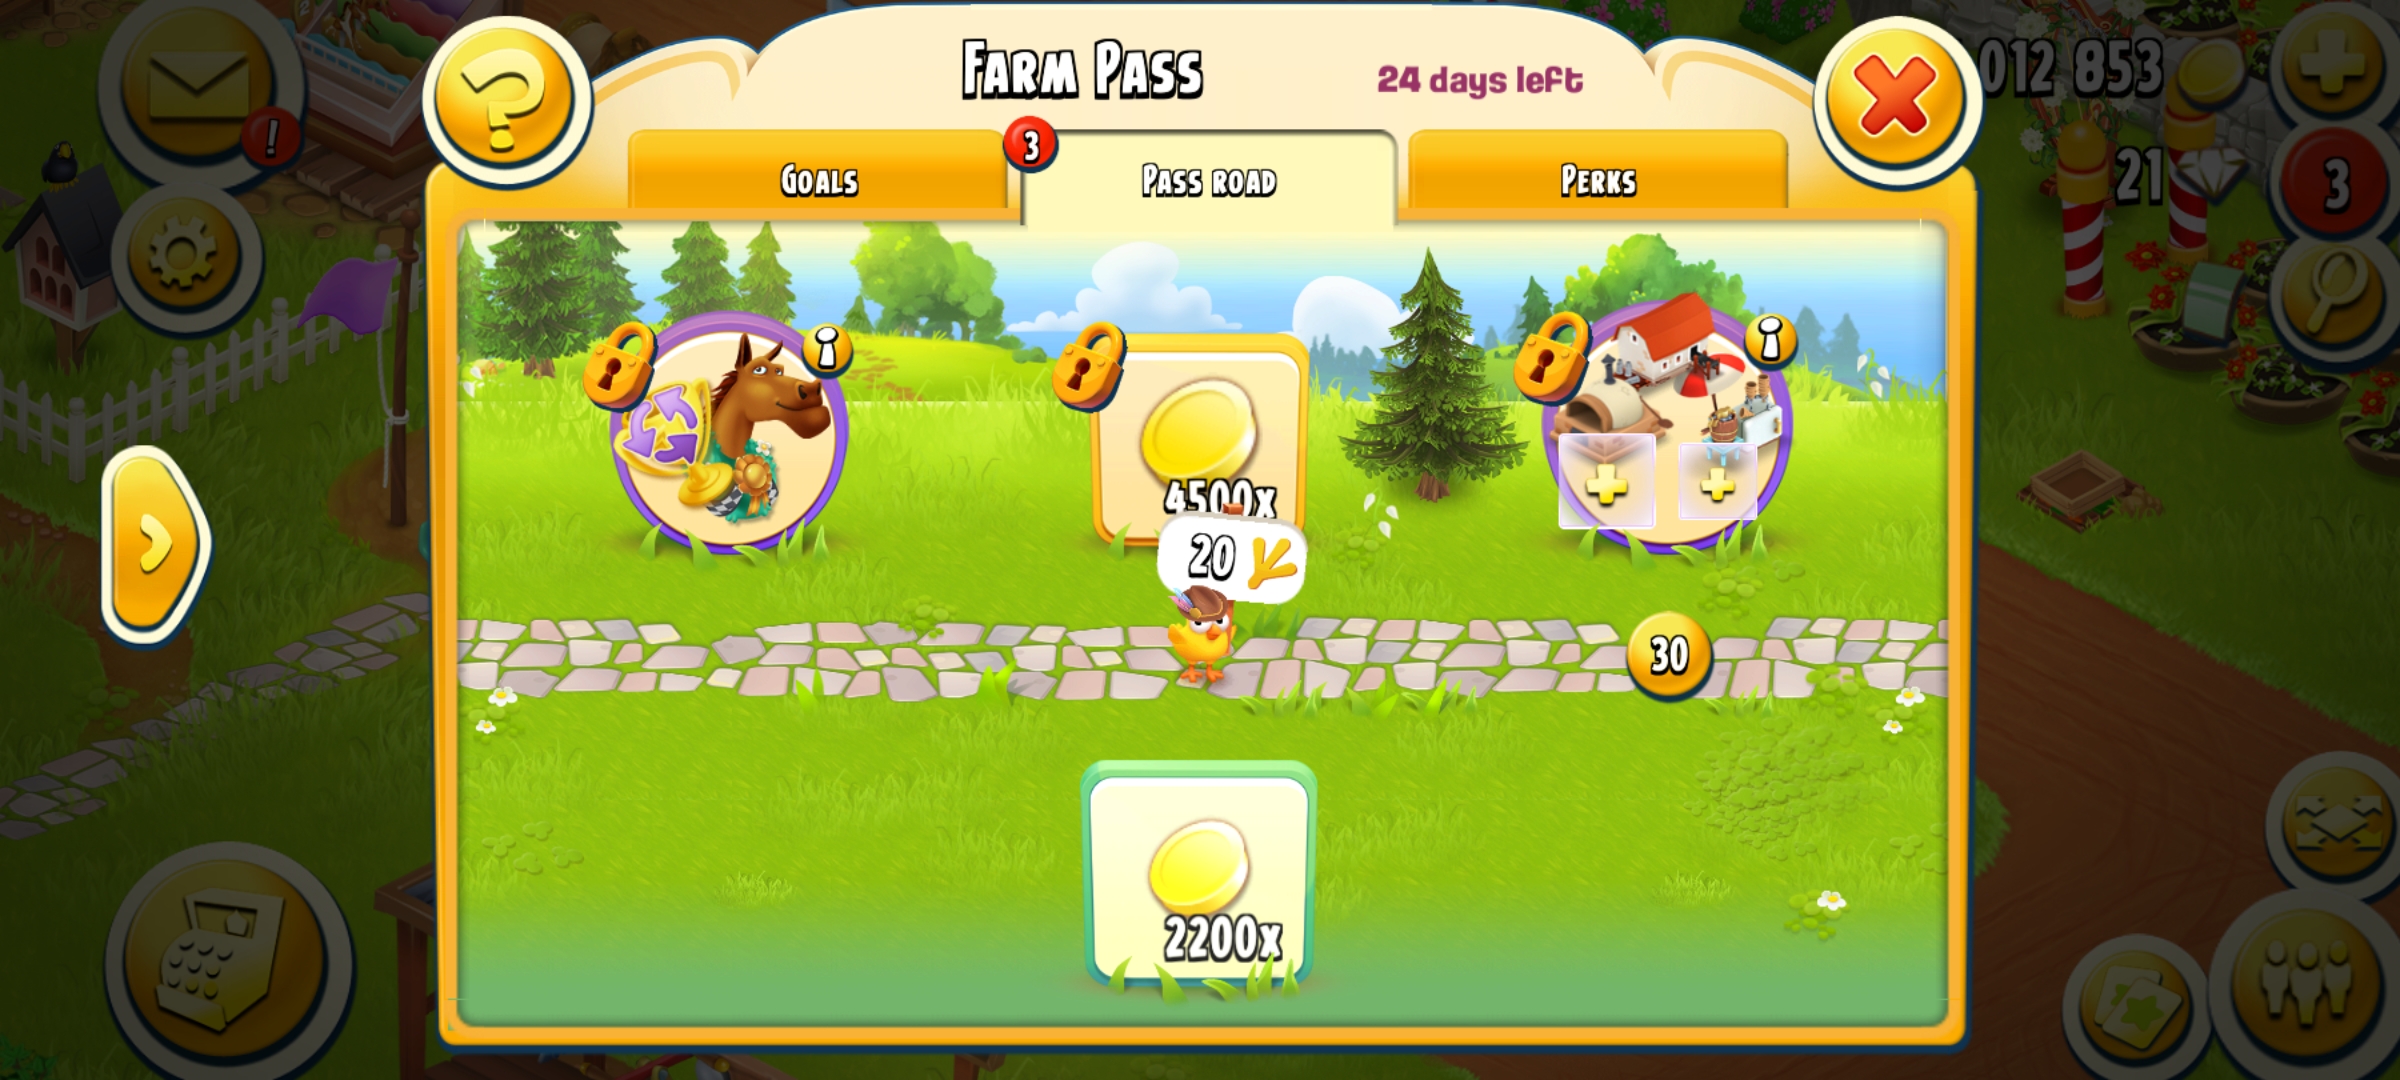 FARM PASS
24 days left
012 853
GOALS
3
PASS ROAD
PERKS
21
3
!
4500x
20
30
2200x